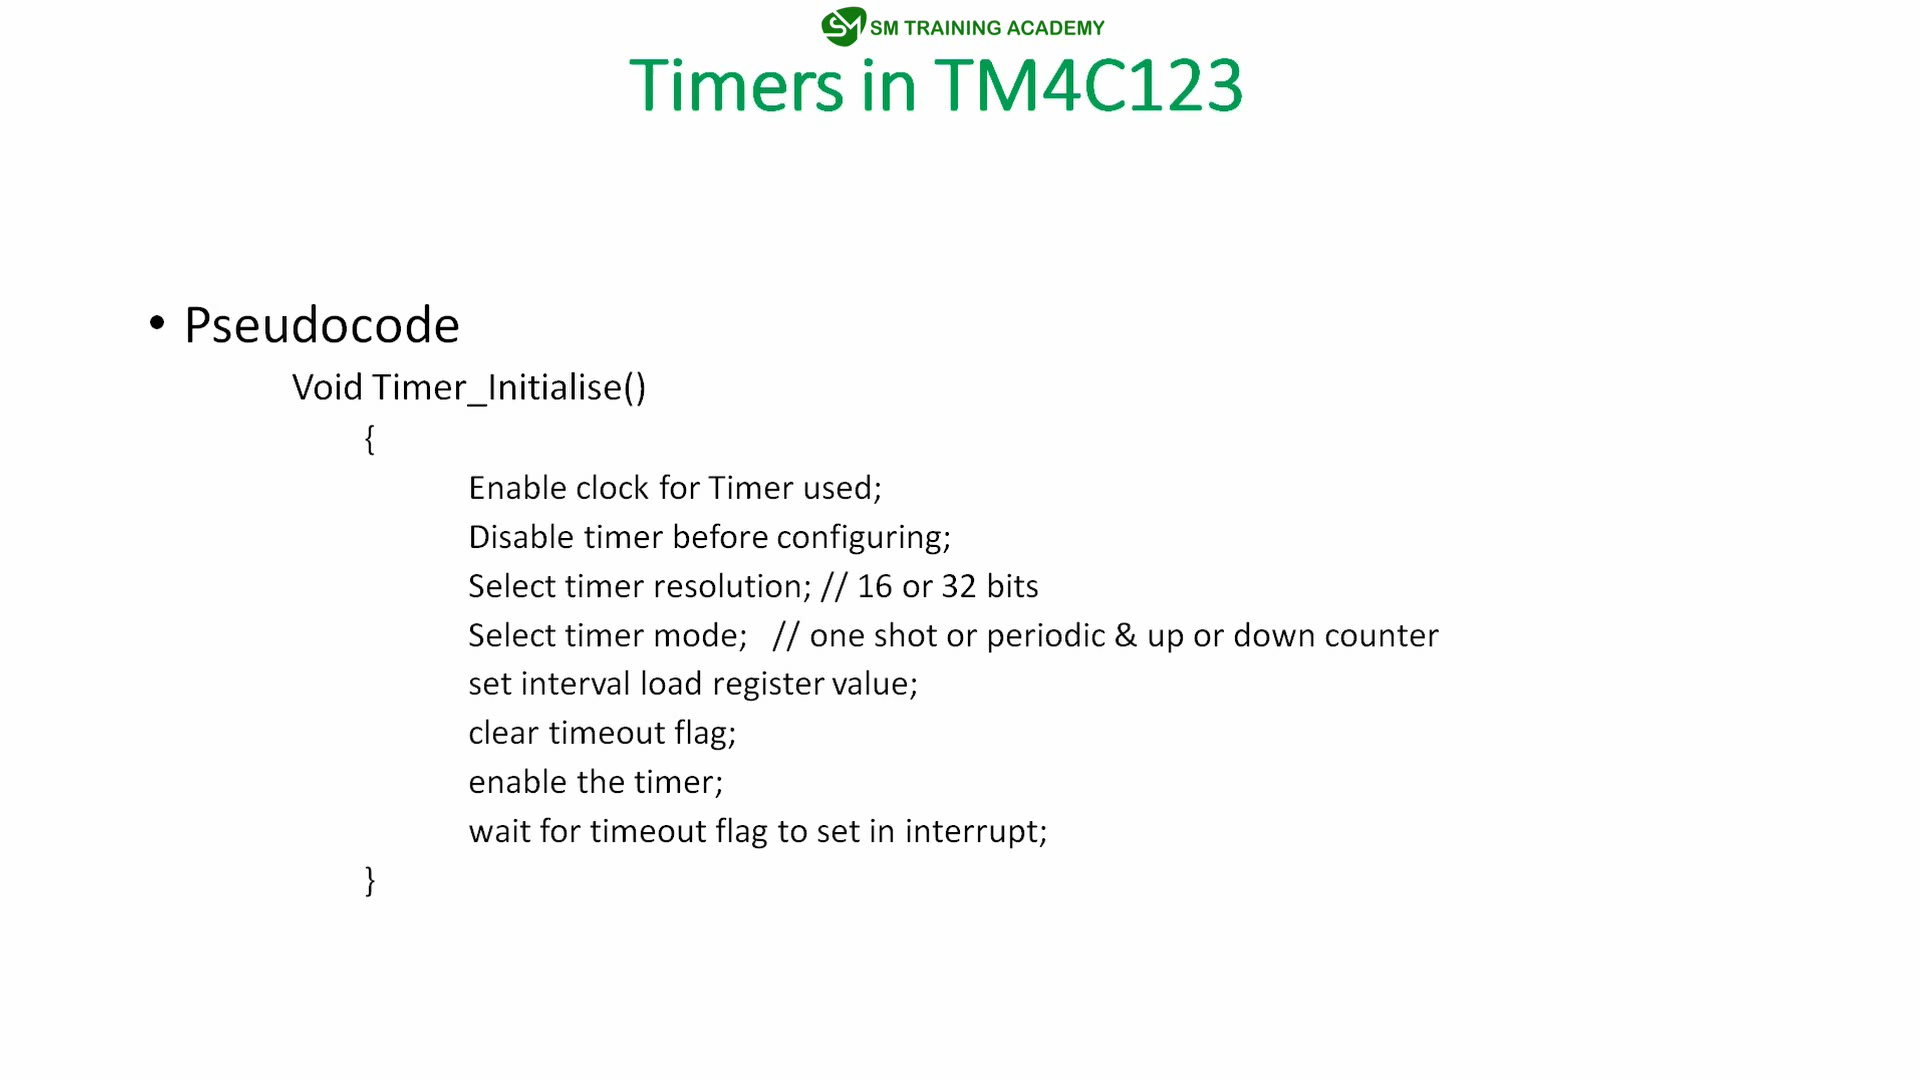 SM TRAINING ACADEMY
Timers in TM4C123
• Pseudocode
Void Timer_Initialise()
{
Enable clock for Timer used;
Disable timer before configuring;
Select timer resolution; // 16 or 32 bits
Select timer mode; // one shot or periodic & up or down counter
set interval load register value;
clear timeout flag;
enable the timer;
wait for timeout flag to set in interrupt;
}